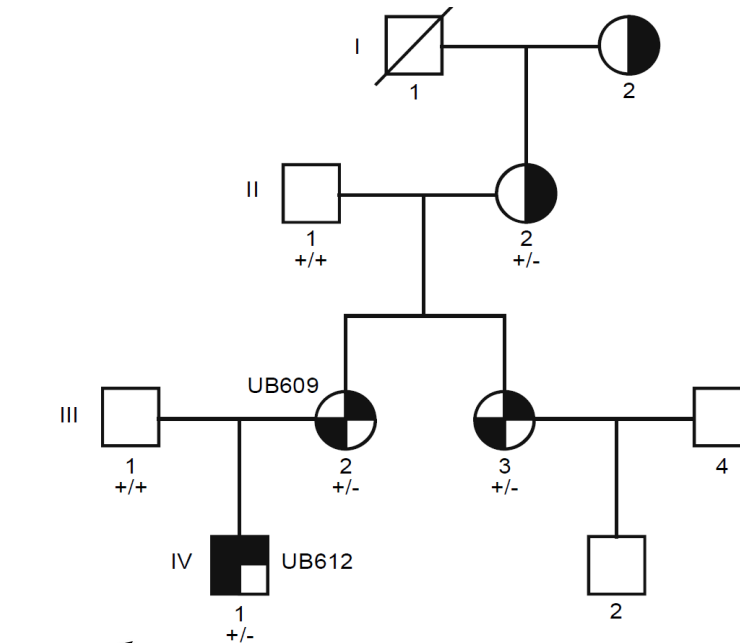 I
1
2
II
1
+/+
2
+/-
UB609
III
1
+/+
2
+/-
3
+/-
4
IV
UB612
1
+/-
2